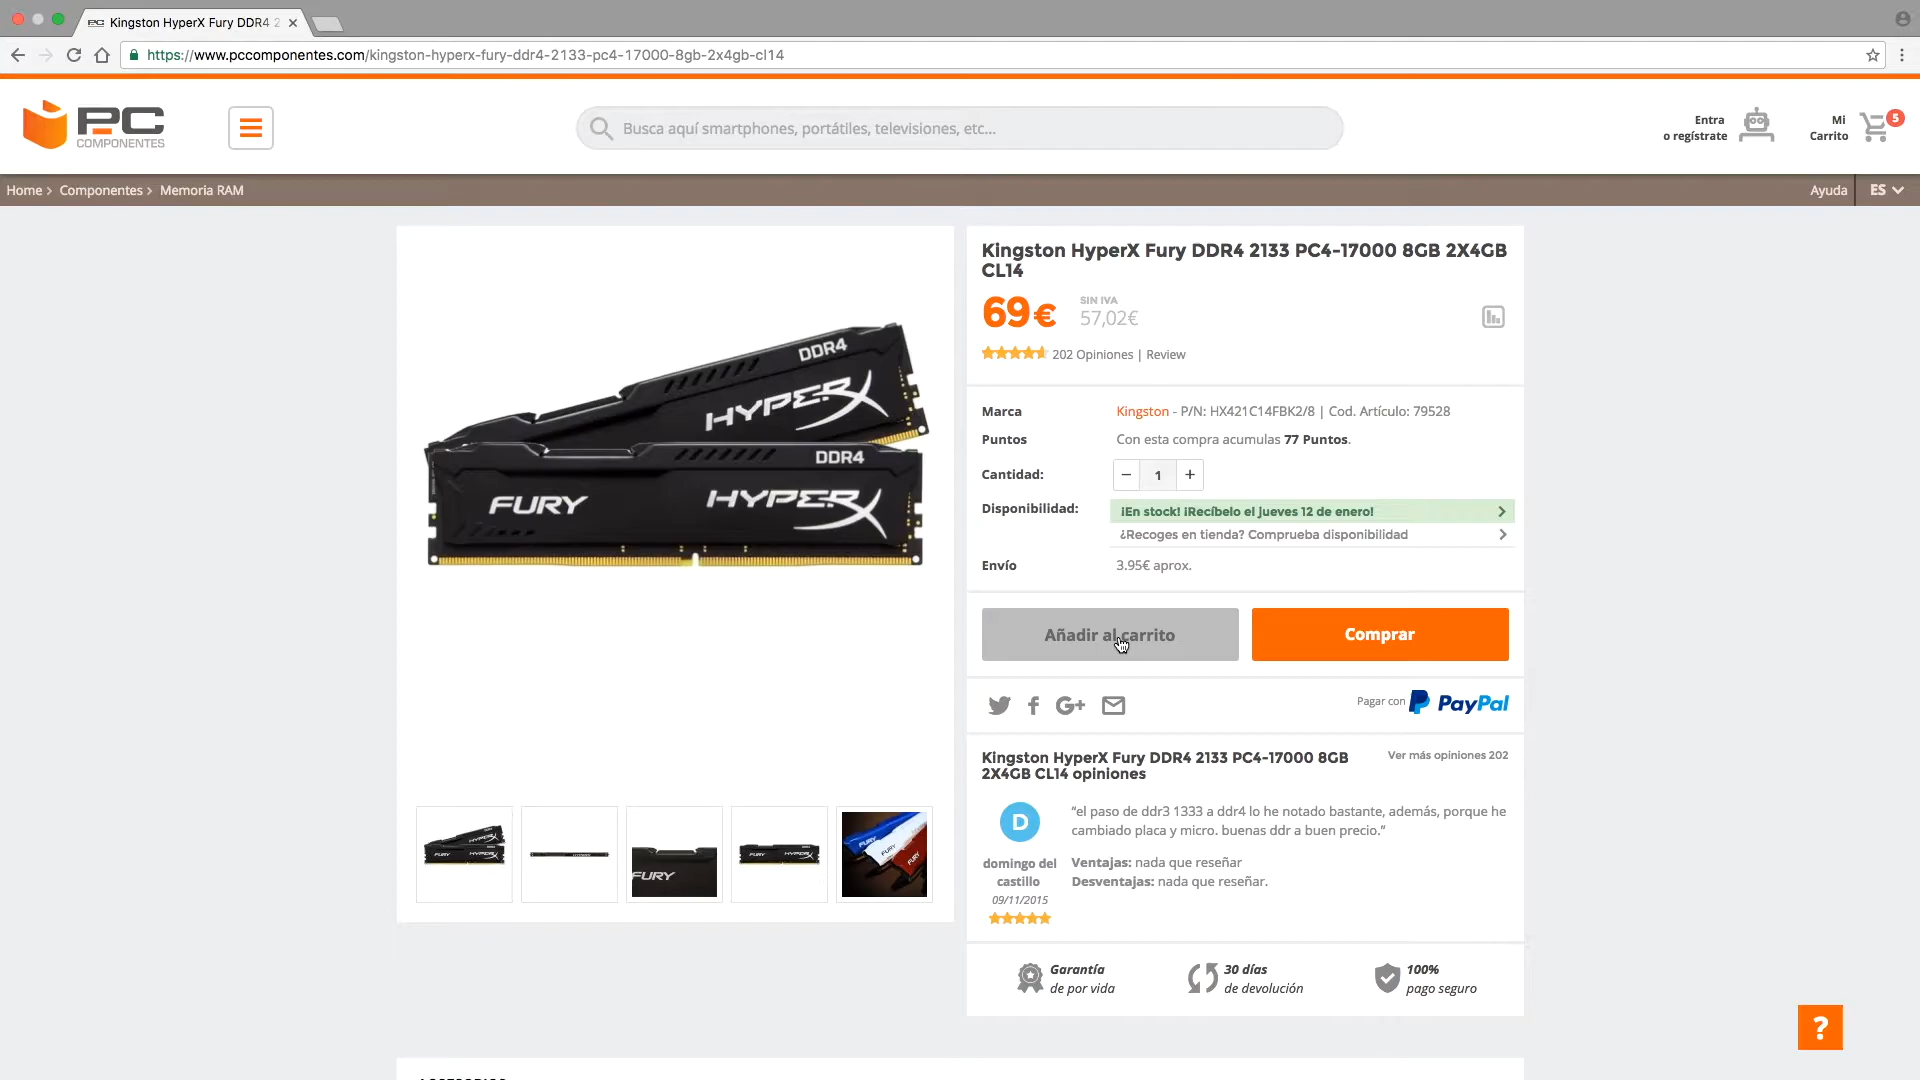 Kingston HyperX Fury DDR4 2
https://www.pccomponentes.com/kingston-hyperx-fury-ddr4-2133-pc4-17000-8gb-2x4gb-cl14
PC
COMPONENTES
Busca aquí smartphones, portátiles, televisiones, etc...
Entra
o regístrate
Mi
Carrito
5
Home > Componentes > Memoria RAM
Ayuda
ES
Kingston HyperX Fury DDR4 2133 PC4-17000 8GB 2X4GB
CL14
69€
SIN IVA
57,02€
202 Opiniones | Review
Marca
Kingston - P/N: HX421C14FBK2/8 | Cod. Artículo: 79528
Puntos
Con esta compra acumulas 77 Puntos.
Cantidad:
− 1 +
Disponibilidad:
¡En stock! ¡Recíbelo el jueves 12 de enero!
¿Recoges en tienda? Comprueba disponibilidad
Envío
3.95€ aprox.
Añadir al carrito
Comprar
Pagar con PayPal
Kingston HyperX Fury DDR4 2133 PC4-17000 8GB
2X4GB CL14 opiniones
Ver más opiniones 202
D
domingo del
castillo
09/11/2015
“el paso de ddr3 1333 a ddr4 lo he notado bastante, además, porque he
cambiado placa y micro. buenas ddr a buen precio.”
Ventajas: nada que reseñar
Desventajas: nada que reseñar.
Garantía
de por vida
30 días
de devolución
100%
pago seguro
?
DDR4
HYPERX
DDR4
FURY
HYPERX
FURY
FURY
FURY
FURY